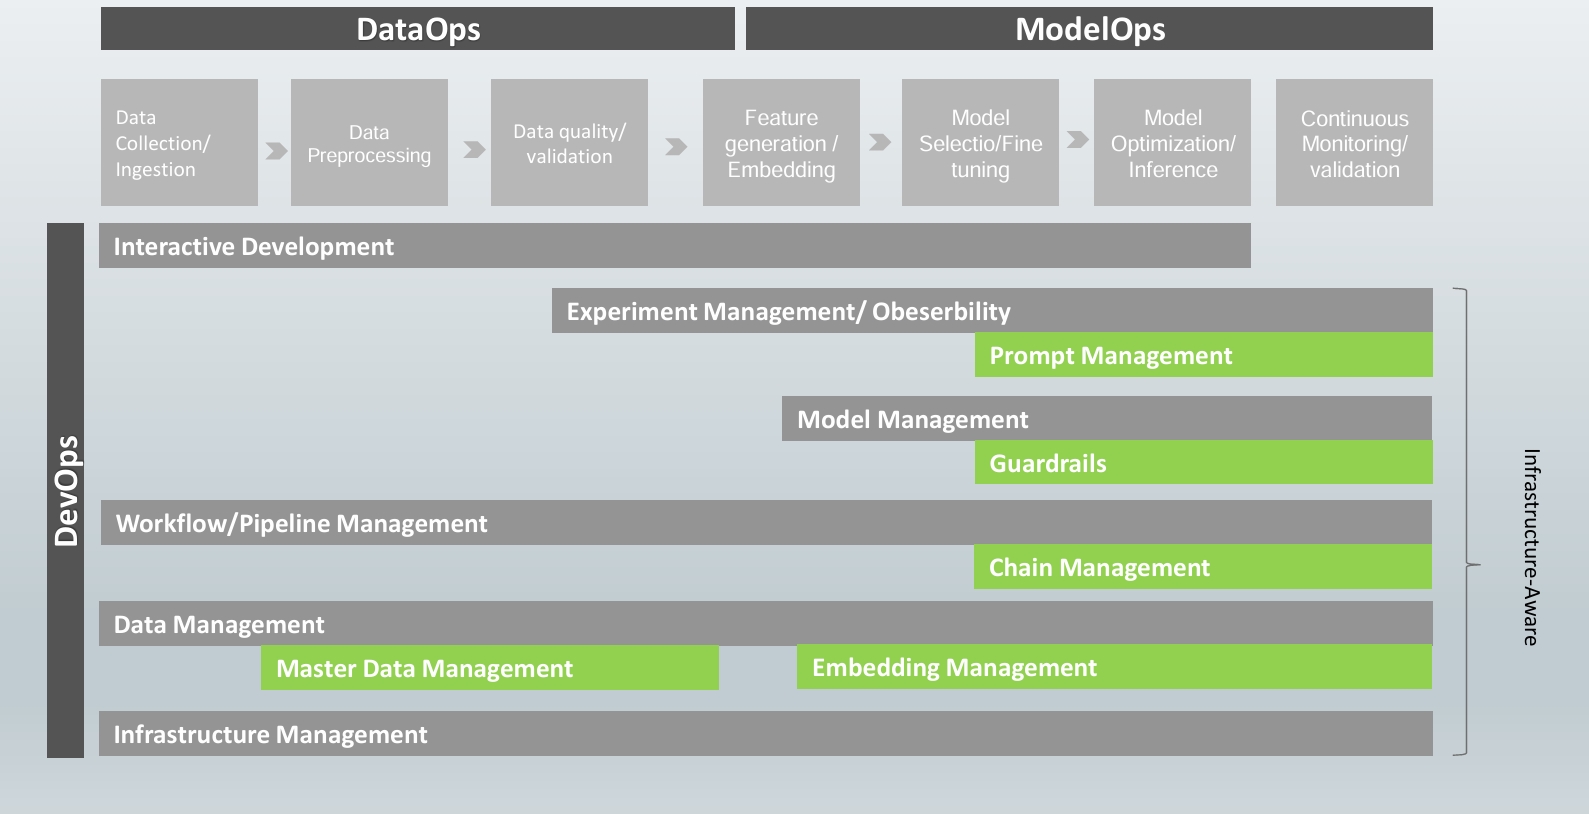 DataOps
ModelOps
Data
Collection/
Ingestion
Data
Preprocessing
Data quality/
validation
Feature
generation /
Embedding
Model
Selectio/Fine
tuning
Model
Optimization/
Inference
Continuous
Monitoring/
validation
DevOps
Interactive Development
Experiment Management/ Obeserbility
Prompt Management
Model Management
Guardrails
Workflow/Pipeline Management
Chain Management
Data Management
Master Data Management
Embedding Management
Infrastructure Management
Infrastructure-Aware